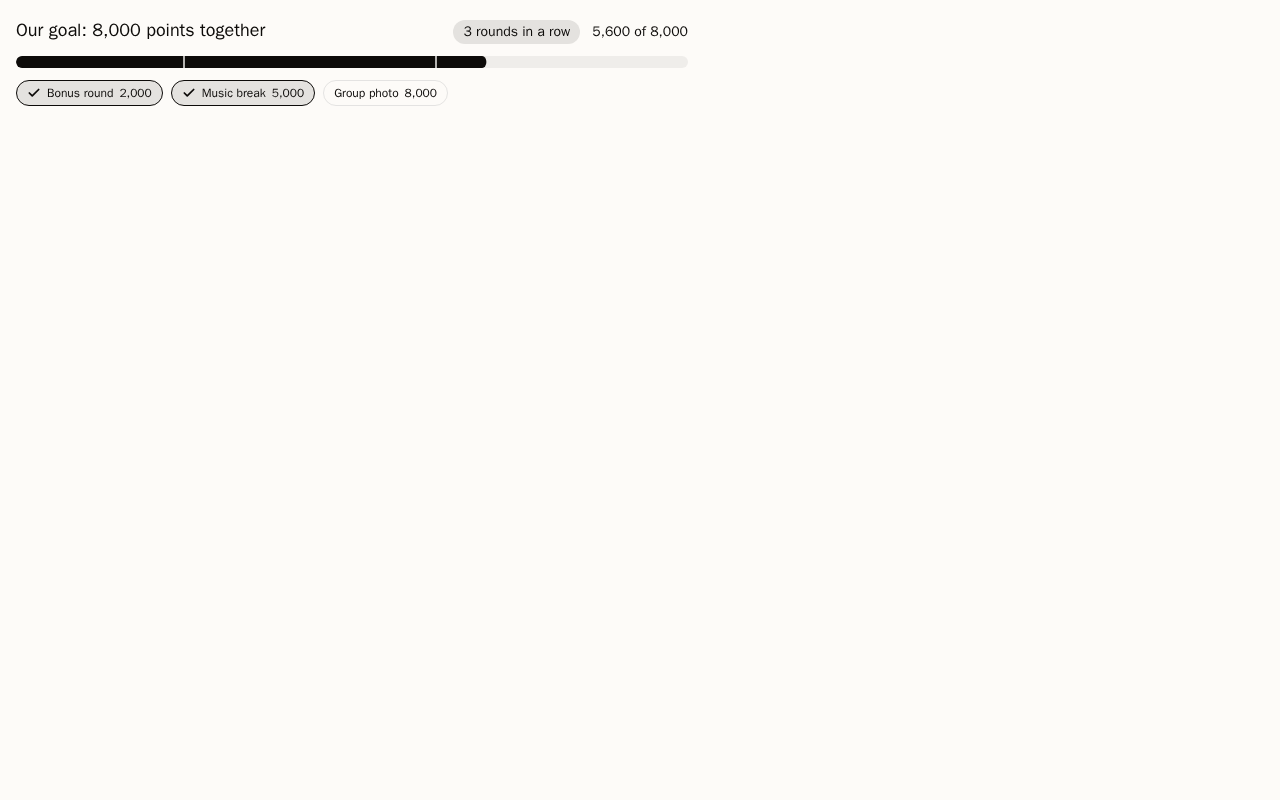 Our goal: 8,000 points together
3 rounds in a row
5,600 of 8,000
Bonus round 2,000
Music break 5,000
Group photo 8,000